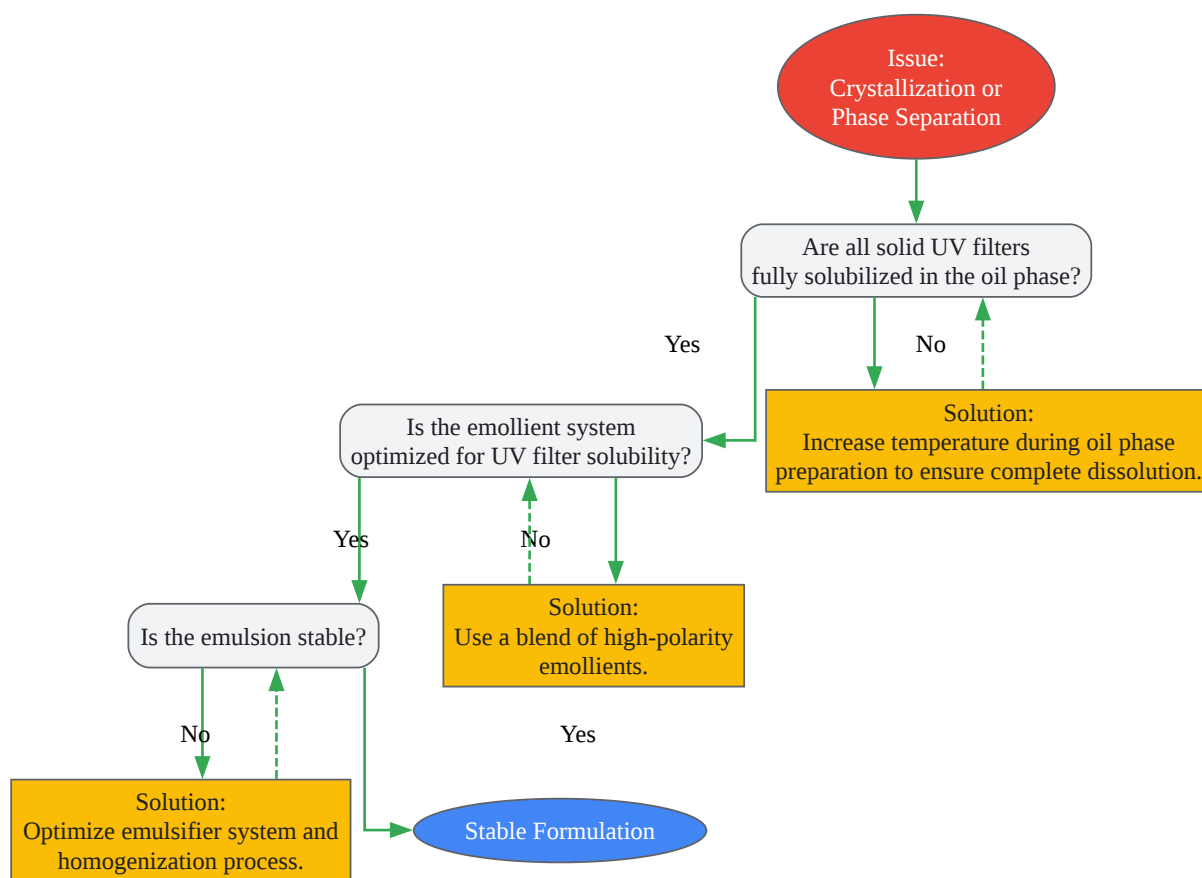 Issue:
Crystallization or
Phase Separation
Are all solid UV filters
fully solubilized in the oil phase?
Yes
No
Solution:
Increase temperature during oil phase
preparation to ensure complete dissolution.
Is the emollient system
optimized for UV filter solubility?
Yes
No
Solution:
Use a blend of high-polarity
emollients.
Is the emulsion stable?
No
Yes
Solution:
Optimize emulsifier system and
homogenization process.
Stable Formulation